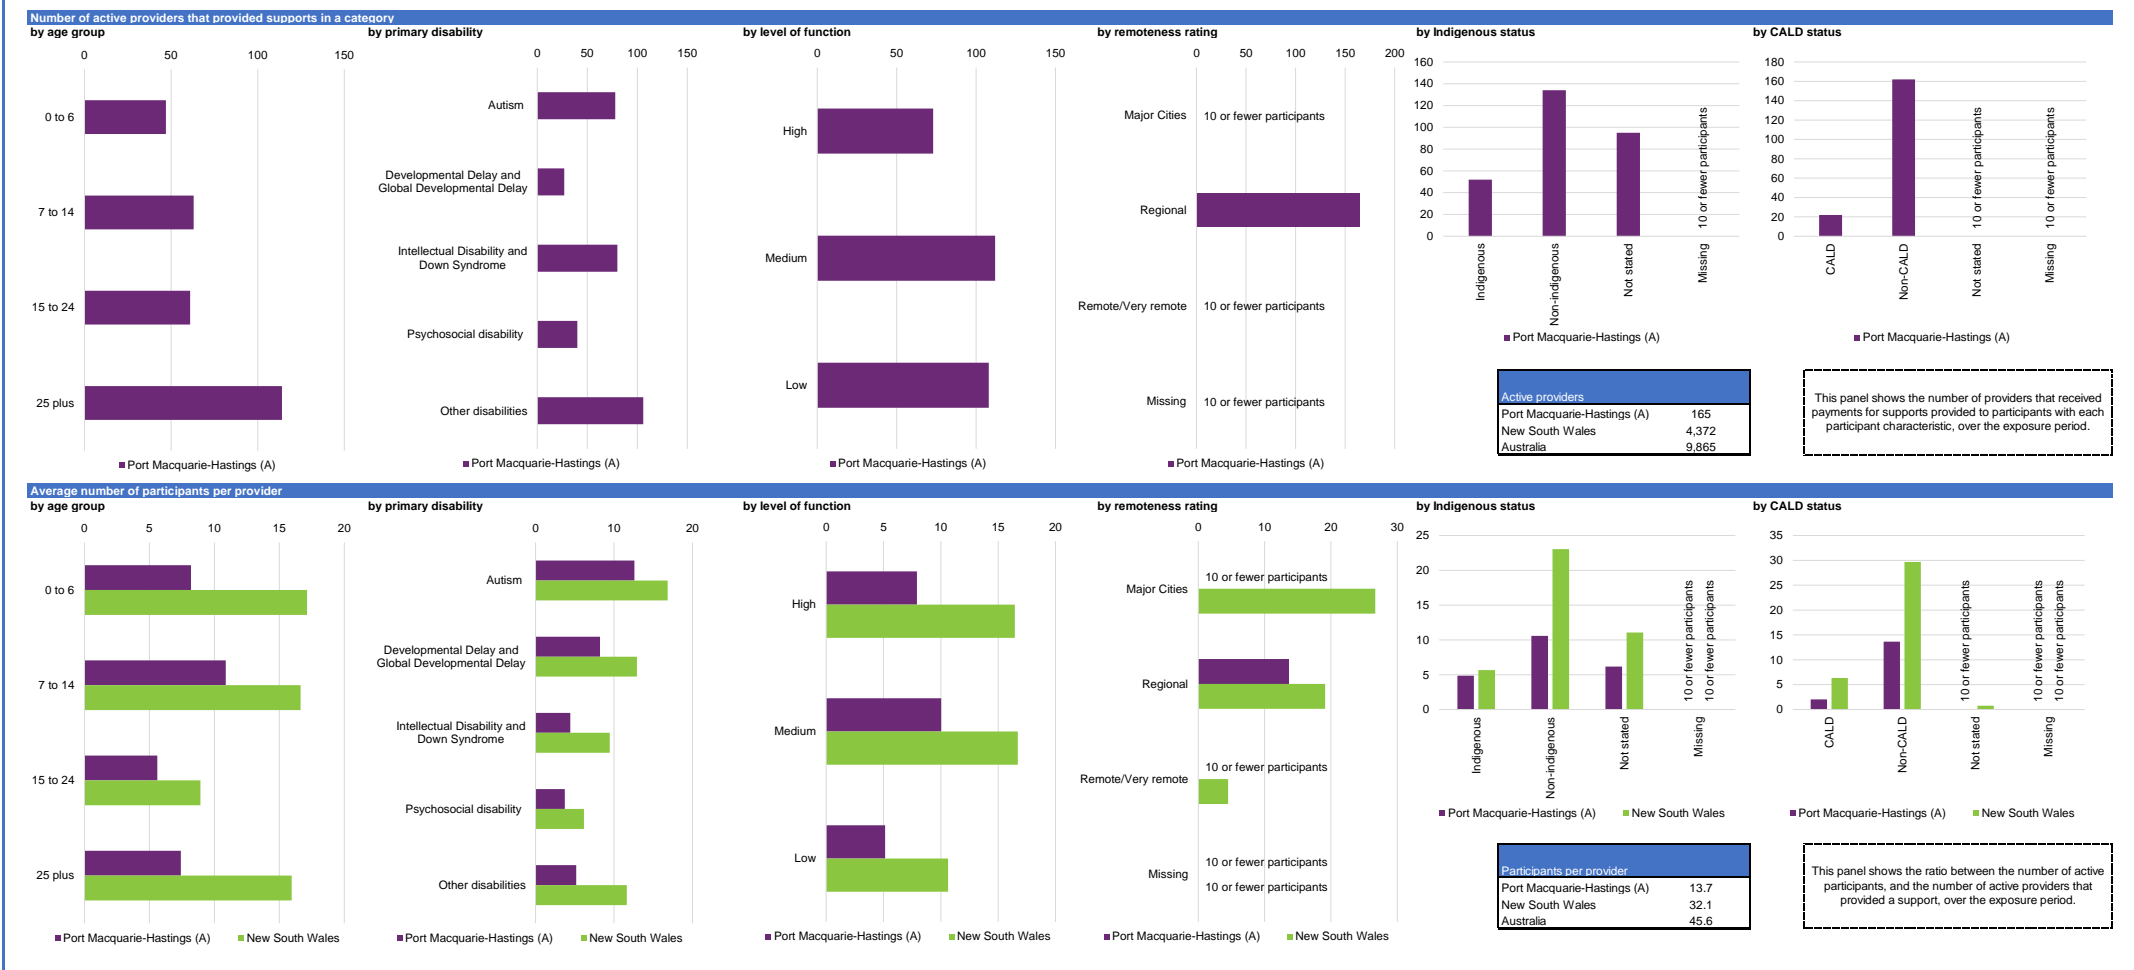 Number of active providers that provided supports in a category
by age group
0 50 100 150
0 to 6
7 to 14
15 to 24
25 plus
Port Macquarie-Hastings (A)
by primary disability
0 50 100 150
Autism
Developmental Delay and
Global Developmental Delay
Intellectual Disability and
Down Syndrome
Psychosocial disability
Other disabilities
Port Macquarie-Hastings (A)
by level of function
0 50 100 150
High
Medium
Low
Port Macquarie-Hastings (A)
by remoteness rating
0 50 100 150 200
Major Cities 10 or fewer participants
Regional
Remote/Very remote 10 or fewer participants
Missing 10 or fewer participants
Port Macquarie-Hastings (A)
by Indigenous status
160
140
120
100
80
60
40
20
0
10 or fewer participants
Indigenous
Non-indigenous
Not stated
Missing
Port Macquarie-Hastings (A)
by CALD status
180
160
140
120
100
80
60
40
20
0
10 or fewer participants
10 or fewer participants
CALD
Non-CALD
Not stated
Missing
Port Macquarie-Hastings (A)
Active providers
Port Macquarie-Hastings (A) 165
New South Wales 4,372
Australia 9,865
This panel shows the number of providers that received
payments for supports provided to participants with each
participant characteristic, over the exposure period.
Average number of participants per provider
by age group
0 5 10 15 20
0 to 6
7 to 14
15 to 24
25 plus
Port Macquarie-Hastings (A) New South Wales
by primary disability
0 10 20
Autism
Developmental Delay and
Global Developmental Delay
Intellectual Disability and
Down Syndrome
Psychosocial disability
Other disabilities
Port Macquarie-Hastings (A) New South Wales
by level of function
0 5 10 15 20
High
Medium
Low
Port Macquarie-Hastings (A) New South Wales
by remoteness rating
0 10 20 30
10 or fewer participants
Major Cities
Regional
10 or fewer participants
Remote/Very remote
10 or fewer participants
Missing
10 or fewer participants
Port Macquarie-Hastings (A) New South Wales
by Indigenous status
25
20
15
10
5
0
10 or fewer participants
10 or fewer participants
Indigenous
Non-indigenous
Not stated
Missing
Port Macquarie-Hastings (A) New South Wales
by CALD status
35
30
25
20
15
10
5
0
10 or fewer participants
10 or fewer participants
10 or fewer participants
CALD
Non-CALD
Not stated
Missing
Port Macquarie-Hastings (A) New South Wales
Participants per provider
Port Macquarie-Hastings (A) 13.7
New South Wales 32.1
Australia 45.6
This panel shows the ratio between the number of active
participants, and the number of active providers that
provided a support, over the exposure period.